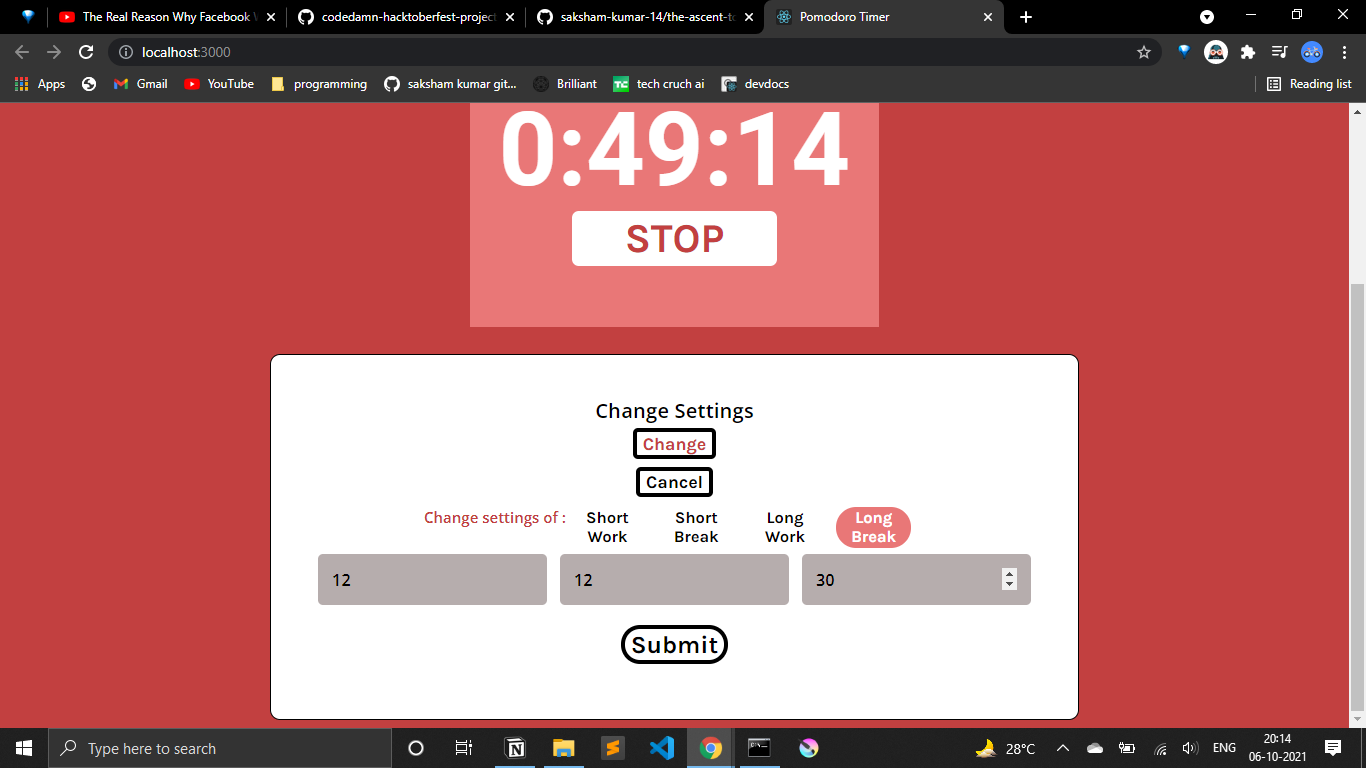 The Real Reason Why Facebook
codedamn-hacktoberfest-project
saksham-kumar-14/the-ascent-to
Pomodoro Timer
localhost:3000
Apps
Gmail
YouTube
programming
saksham kumar git...
Brilliant
TC
tech cruch ai
devdocs
Reading list
0:49:14
STOP
Change Settings
Change
Cancel
Change settings of :
Short
Work
Short
Break
Long
Work
Long
Break
12
12
30
Submit
Type here to search
28°C
ENG
20:14
06-10-2021